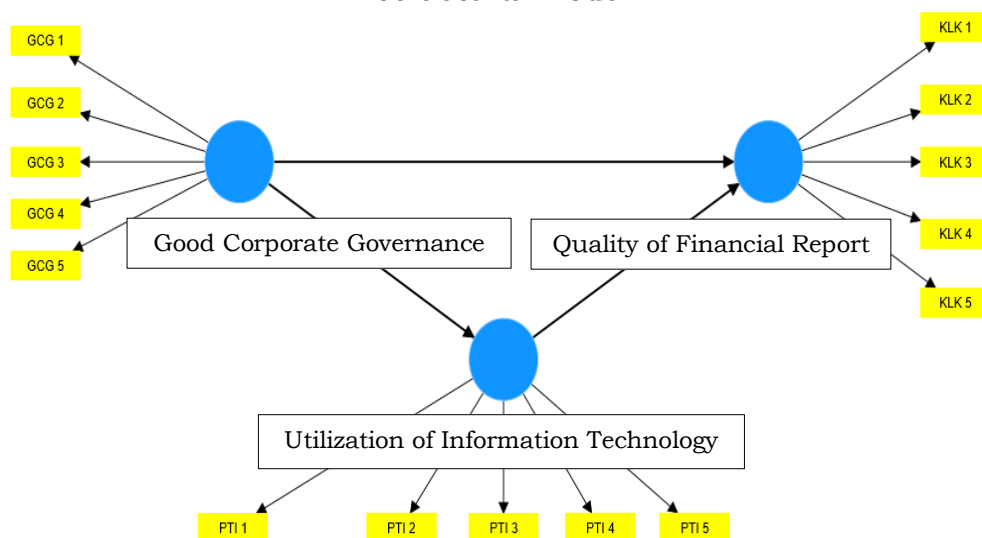 GCG 1
GCG 2
GCG 3
GCG 4
GCG 5
KLK 1
KLK 2
KLK 3
KLK 4
KLK 5
Good Corporate Governance
Quality of Financial Report
Utilization of Information Technology
PTI 1
PTI 2
PTI 3
PTI 4
PTI 5